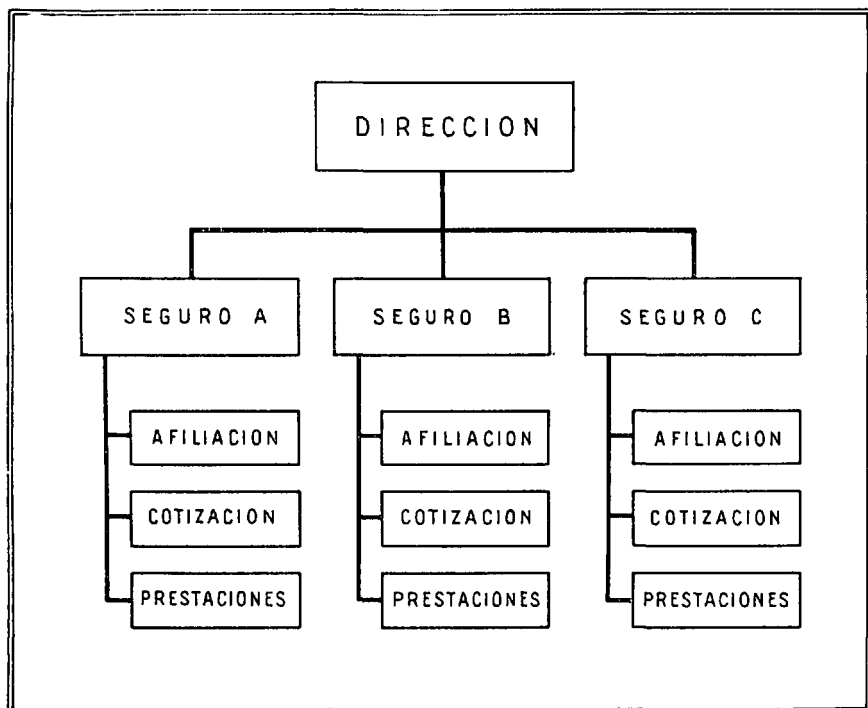 DIRECCION
SEGURO A
SEGURO B
SEGURO C
AFILIACION
AFILIACION
AFILIACION
COTIZACION
COTIZACION
COTIZACION
PRESTACIONES
PRESTACIONES
PRESTACIONES